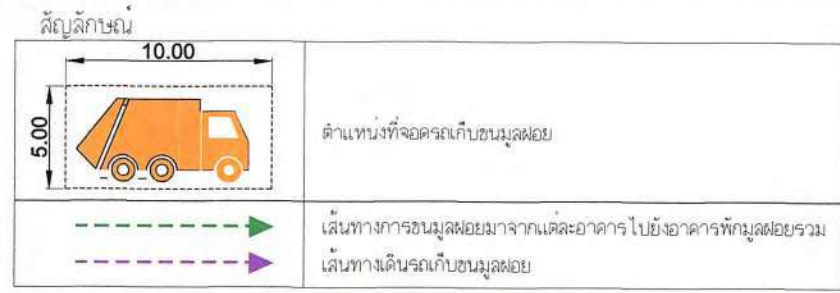 สัญลักษณ์
10.00
5.00
ตำแหน่งที่จอดรถเก็บขนมูลฝอย
เส้นทางการขนมูลฝอยมาจากแต่ละอาคารไปยังอาคารพักมูลฝอยรวม
เส้นทางเดินรถเก็บขนมูลฝอย